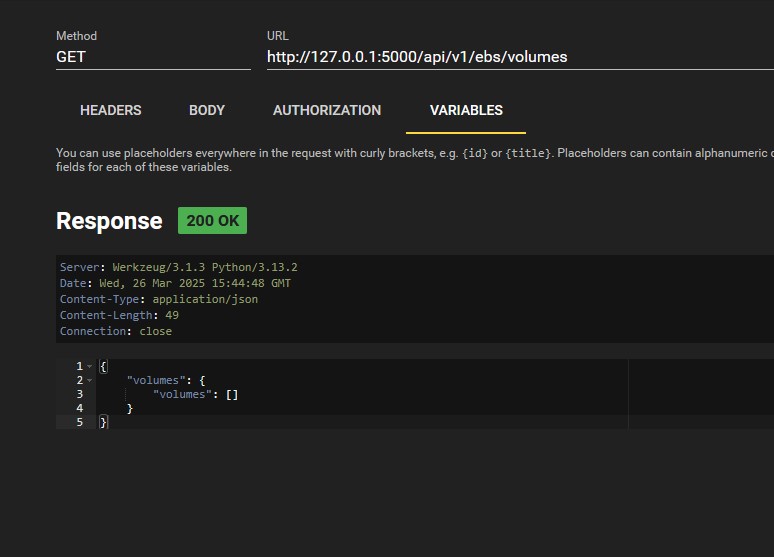 Method
URL
GET
http://127.0.0.1:5000/api/v1/ebs/volumes
HEADERS BODY AUTHORIZATION VARIABLES
You can use placeholders everywhere in the request with curly brackets, e.g. {id} or {title}. Placeholders can contain alphanumeric
fields for each of these variables.
Response 200 OK
Server: Werkzeug/3.1.3 Python/3.13.2
Date: Wed, 26 Mar 2025 15:44:48 GMT
Content-Type: application/json
Content-Length: 49
Connection: close
1 {
2 "volumes": {
3 "volumes": []
4 }
5 }